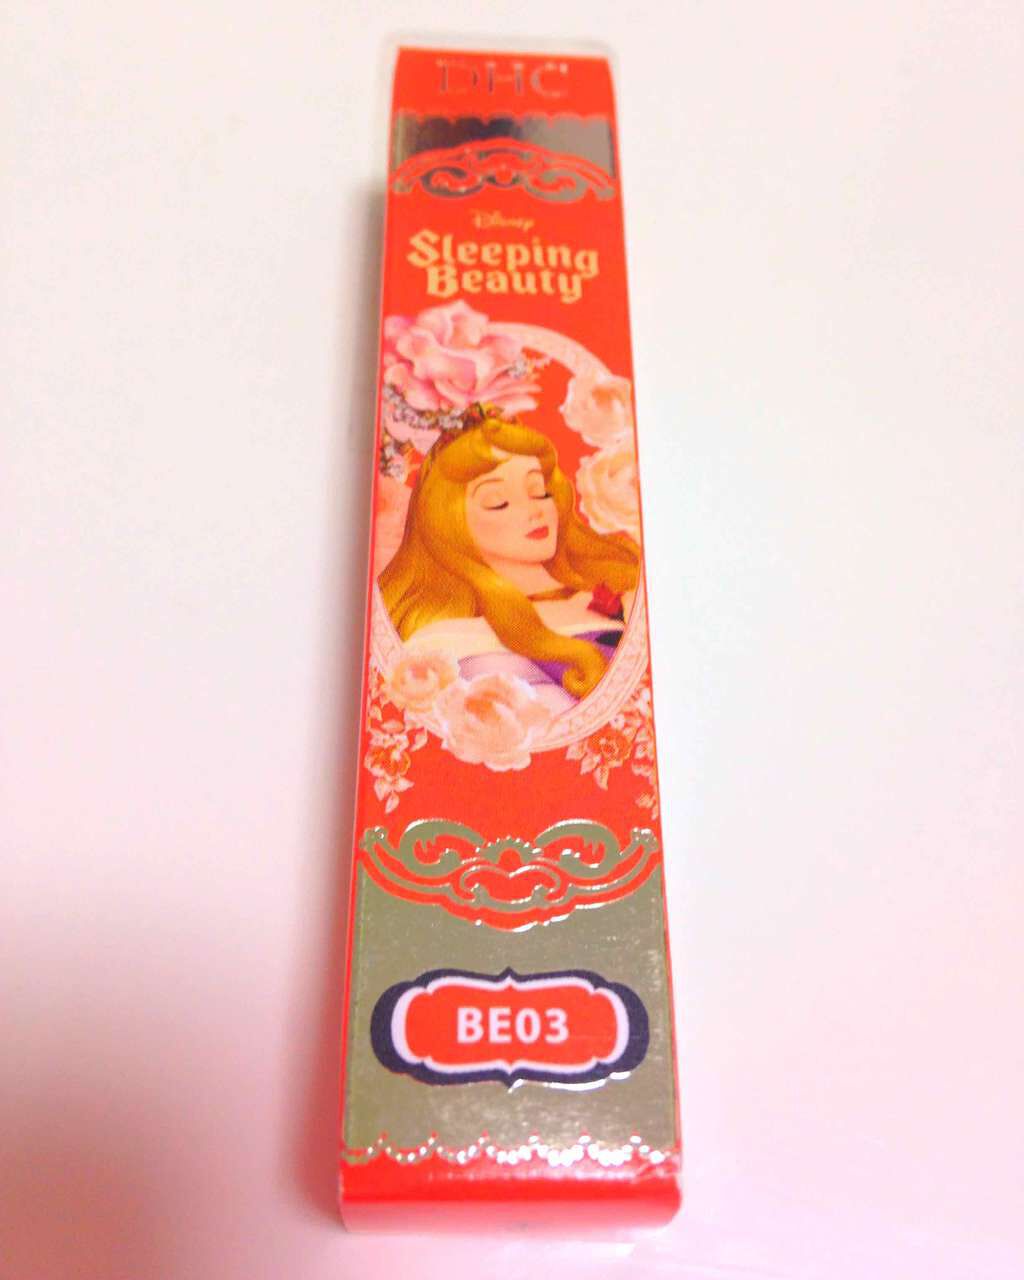 DHC
Disney
Sleeping
Beauty
BE03